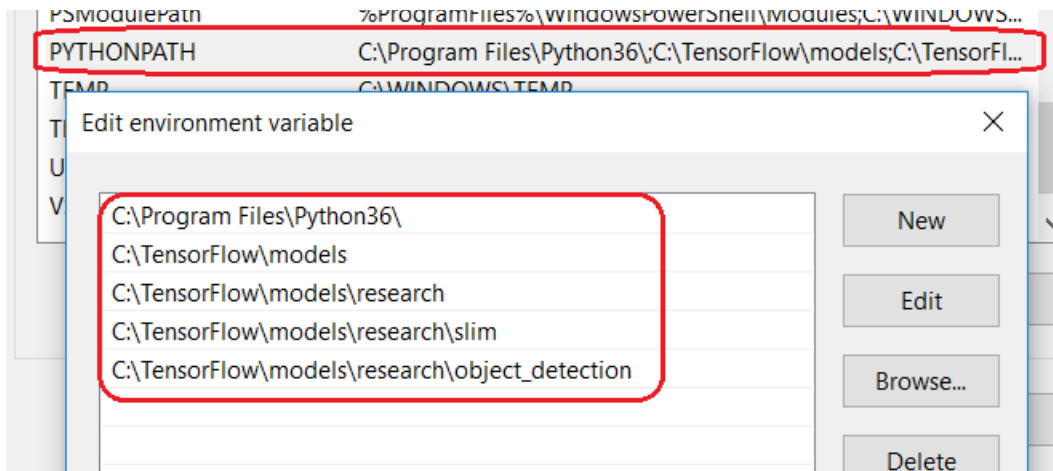 PSModulePath %ProgramFiles%\WindowsPowerShell\Modules;C:\WINDOWS...
PYTHONPATH C:\Program Files\Python36\;C:\TensorFlow\models;C:\TensorFl...
TEMP C:\WINDOWS\TEMP
Edit environment variable
C:\Program Files\Python36\
C:\TensorFlow\models
C:\TensorFlow\models\research
C:\TensorFlow\models\research\slim
C:\TensorFlow\models\research\object_detection
New
Edit
Browse...
Delete